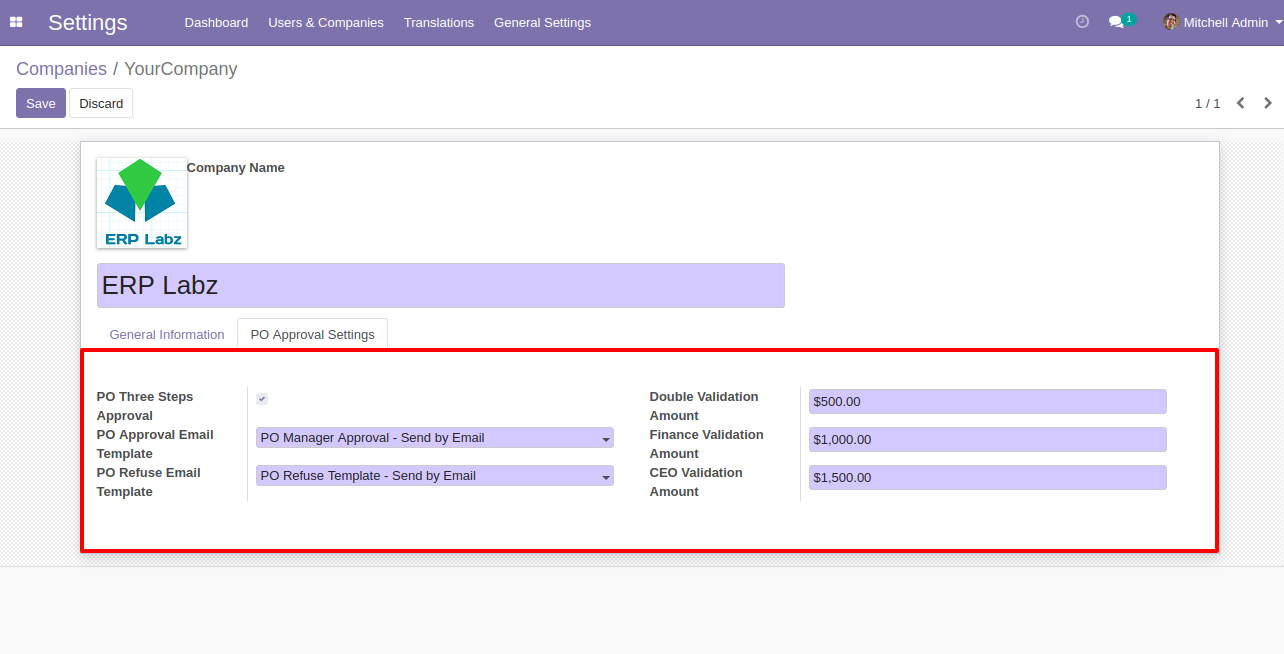 Settings
Dashboard
Users & Companies
Translations
General Settings
1
Mitchell Admin
Companies / YourCompany
Save
Discard
1 / 1
ERP Labz
Company Name
ERP Labz
General Information
PO Approval Settings
PO Three Steps
Approval
PO Approval Email
Template
PO Manager Approval - Send by Email
PO Refuse Email
Template
PO Refuse Template - Send by Email
Double Validation
Amount
$500.00
Finance Validation
Amount
$1,000.00
CEO Validation
Amount
$1,500.00